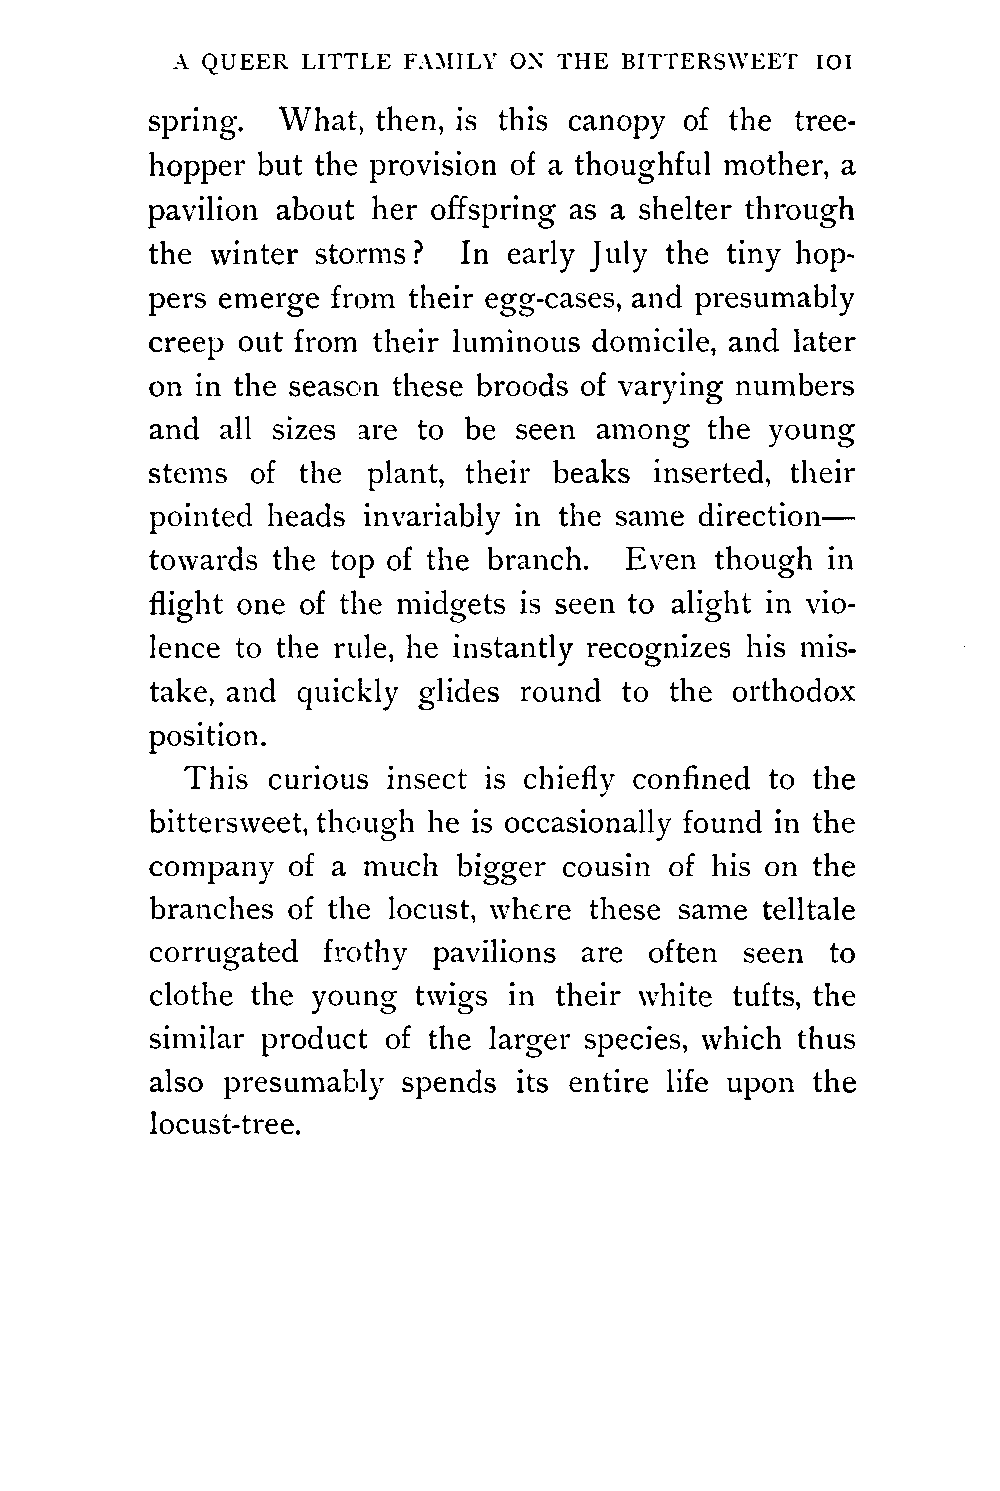 A QUEER LITTLE FAMILY ON THE BITTERSWEET 101
spring. What, then, is this canopy of the tree-
hopper but the provision of a thoughtful mother, a
pavilion about her offspring as a shelter through
the winter storms? In early July the tiny hop-
pers emerge from their egg-cases, and presumably
creep out from their luminous domicile, and later
on in the season these broods of varying numbers
and all sizes are to be seen among the young
stems of the plant, their beaks inserted, their
pointed heads invariably in the same direction—
towards the top of the branch. Even though in
flight one of the midgets is seen to alight in vio-
lence to the rule, he instantly recognizes his mis-
take, and quickly glides round to the orthodox
position.
This curious insect is chiefly confined to the
bittersweet, though he is occasionally found in the
company of a much bigger cousin of his on the
branches of the locust, where these same telltale
corrugated frothy pavilions are often seen to
clothe the young twigs in their white tufts, the
similar product of the larger species, which thus
also presumably spends its entire life upon the
locust-tree.